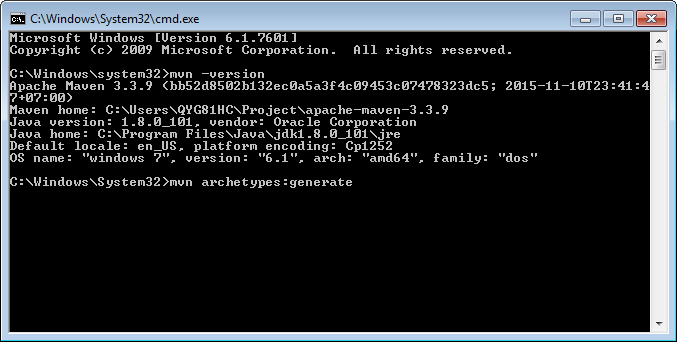 C:\Windows\System32\cmd.exe
Microsoft Windows [Version 6.1.7601]
Copyright (c) 2009 Microsoft Corporation.  All rights reserved.
C:\Windows\system32>mvn -version
Apache Maven 3.3.9 (bb52d8502b132ec0a5a3f4c09453c07478323dc5; 2015-11-10T23:41:4
7+07:00)
Maven home: C:\Users\QYG81HC\Project\apache-maven-3.3.9
Java version: 1.8.0_101, vendor: Oracle Corporation
Java home: C:\Program Files\Java\jdk1.8.0_101\jre
Default locale: en_US, platform encoding: Cp1252
OS name: "windows 7", version: "6.1", arch: "amd64", family: "dos"
C:\Windows\System32>mvn archetypes:generate